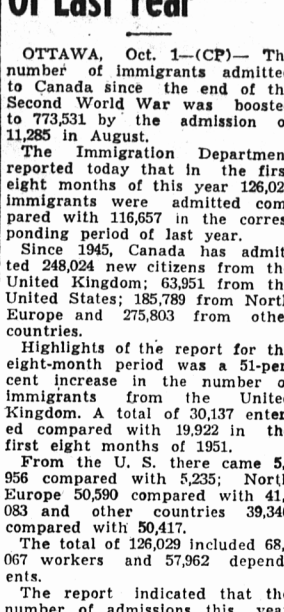 Of Last Year
OTTAWA, Oct. 1—(CP)— Th
number of immigrants admitte
to Canada since the end of th
Second World War was booste
to 773,531 by the admission o
11,285 in August.
The Immigration Departmen
reported today that in the firs
eight months of this year 126,02
immigrants were admitted com
pared with 116,657 in the corres
ponding period of last year.
Since 1945, Canada has admit
ted 248,024 new citizens from th
United Kingdom; 63,951 from th
United States; 185,789 from Nort
Europe and 275,803 from othe
countries.
Highlights of the report for th
eight-month period was a 51-per
cent increase in the number o
immigrants from the Unite
Kingdom. A total of 30,137 enter
ed compared with 19,922 in th
first eight months of 1951.
From the U. S. there came 5,
956 compared with 5,235; Nort
Europe 50,590 compared with 41,
083 and other countries 39,34
compared with 50,417.
The total of 126,029 included 68,
067 workers and 57,962 depend
ents.
The report indicated that th
number of admissions this year